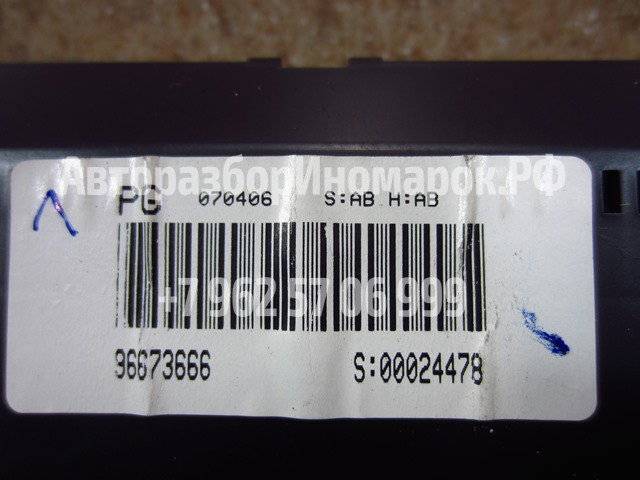 АвторазборИномарок.РФ
PG 070406 S:AB H:AB
+7 962 57 06 999
96673666 S:00024478